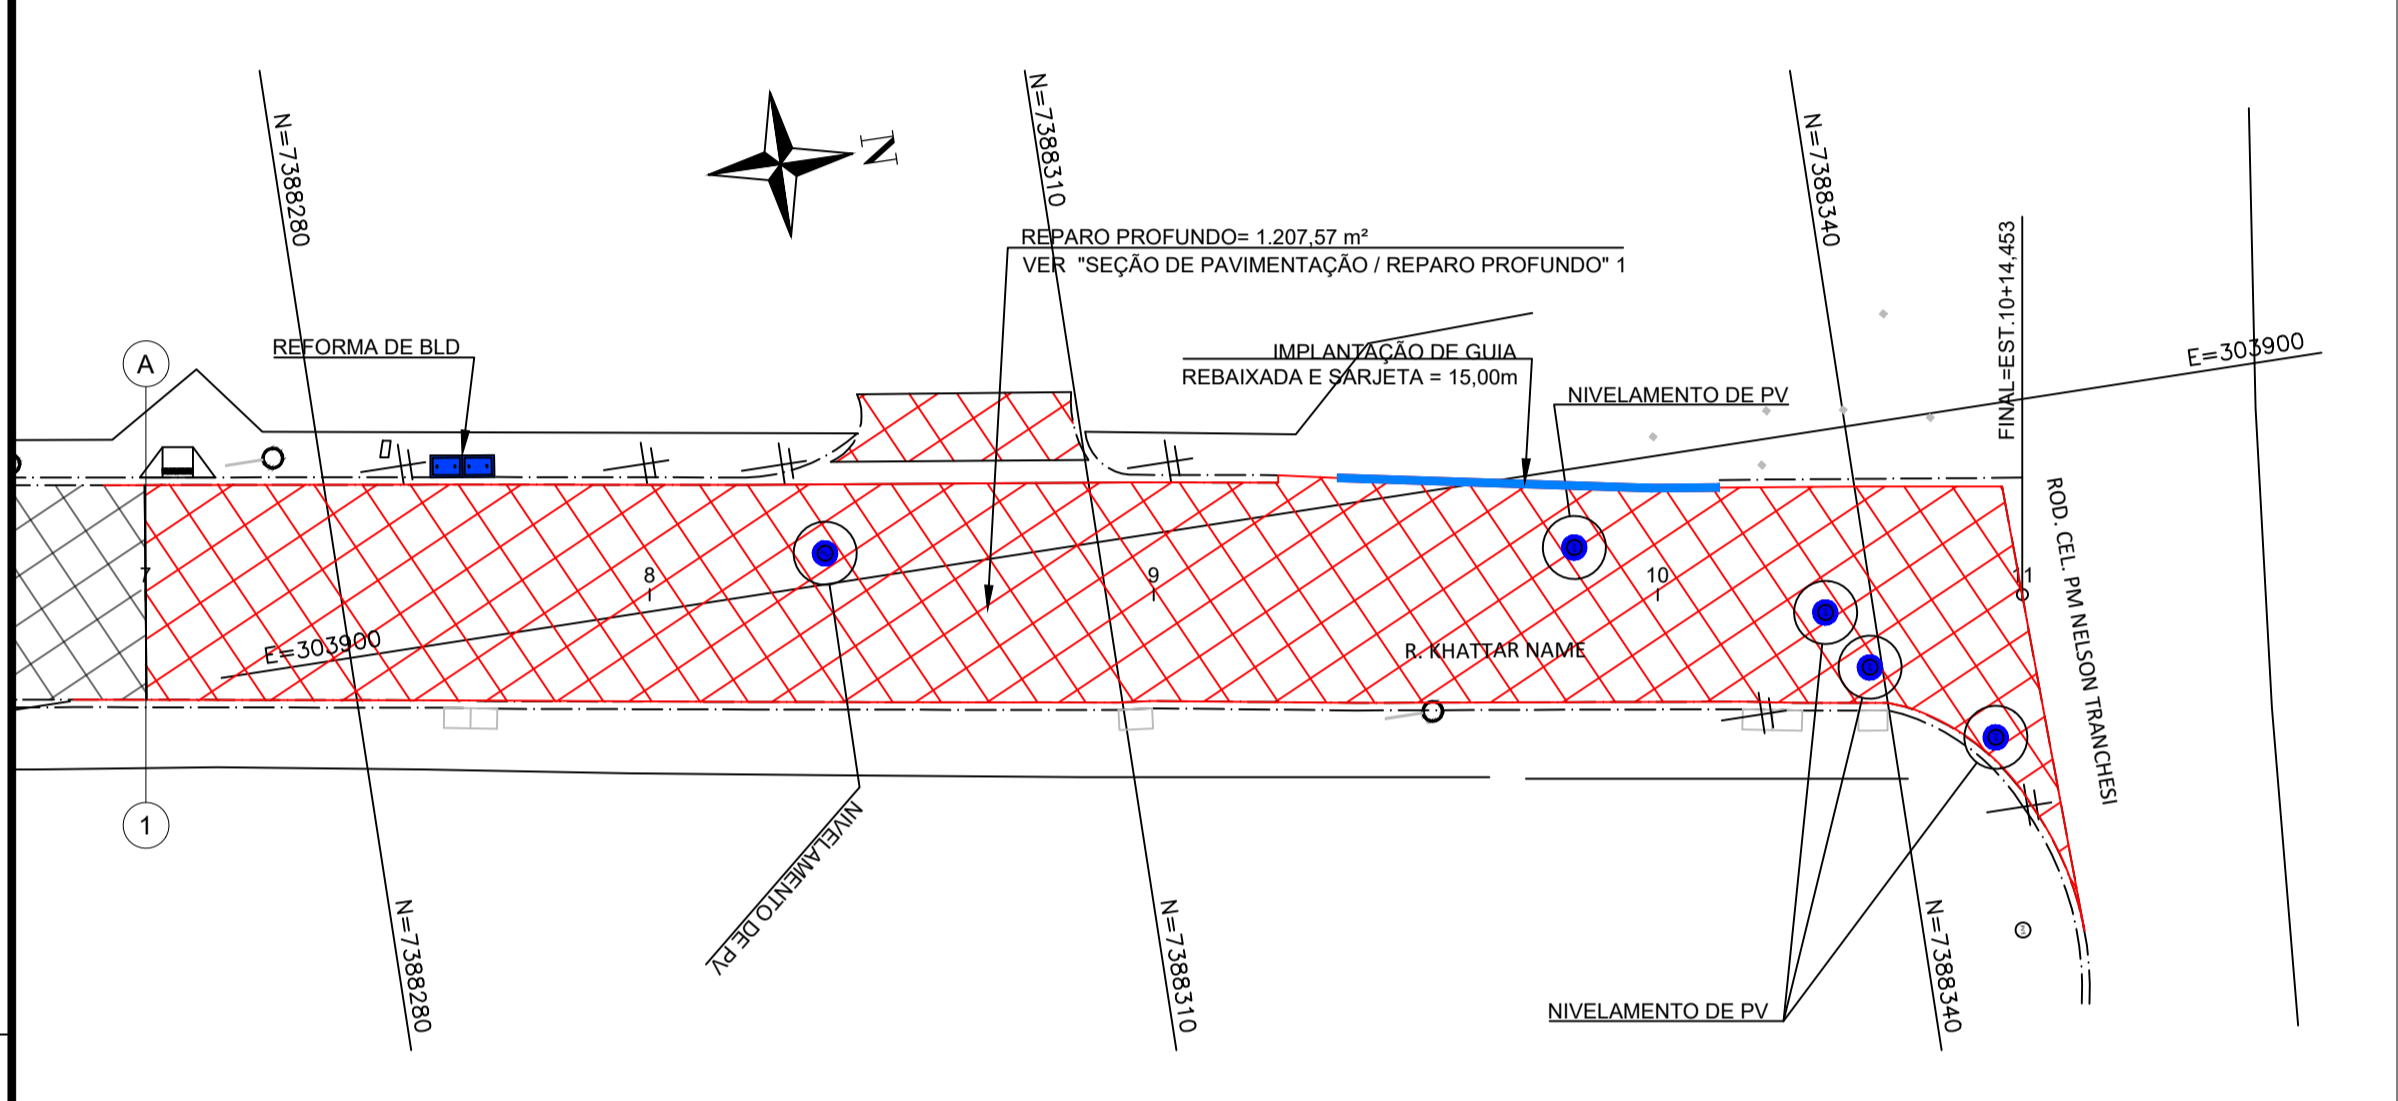 N=7388280
N=7388310
N=7388340
N
REPARO PROFUNDO= 1.207,57 m²
VER "SEÇÃO DE PAVIMENTAÇÃO / REPARO PROFUNDO" 1
FINAL=EST.10+14,453
REFORMA DE BLD
IMPLANTAÇÃO DE GUIA
REBAIXADA E SARJETA = 15,00m
NIVELAMENTO DE PV
E=303900
A
7
8
9
10
11
E=303900
R. KHATTAR NAME
ROD. CEL. PM NELSON TRANCHESI
1
NIVELAMENTO DE PV
N=7388280
N=7388310
N=7388340
NIVELAMENTO DE PV